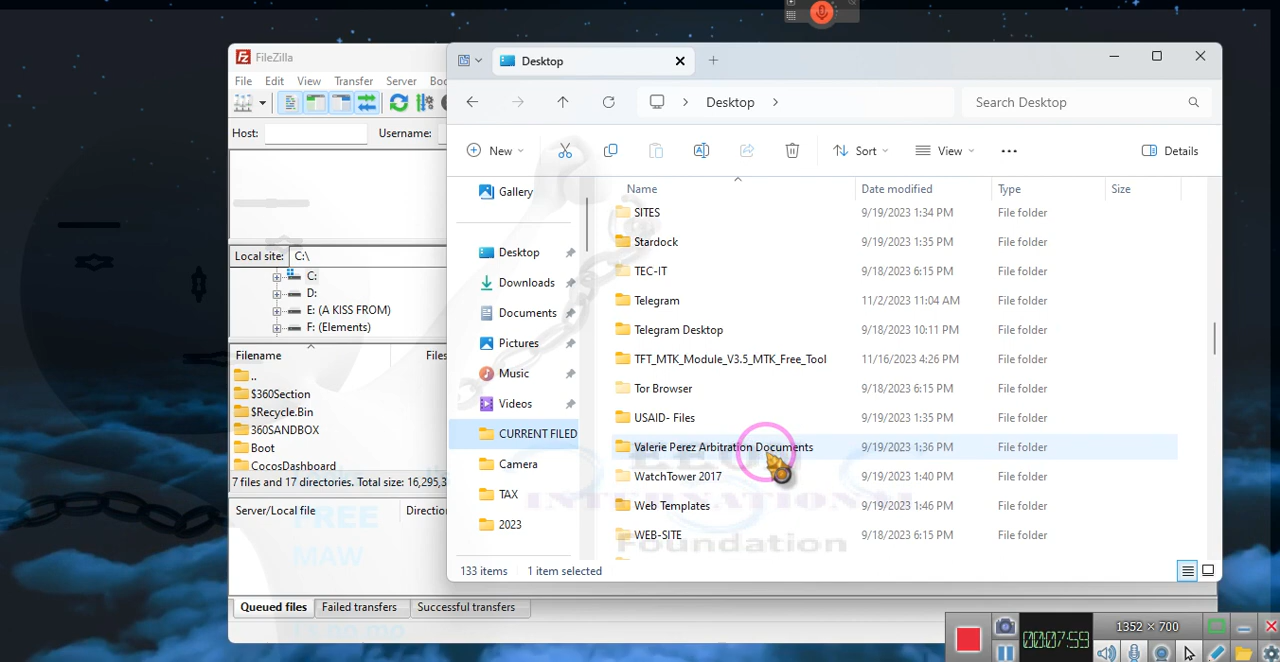 FileZilla
File Edit View Transfer Server Boo
Host: Username:
Local site: C:\
C:
D:
E: (A KISS FROM)
F: (Elements)
Filename Files
..
$360Section
$Recycle.Bin
360SANDBOX
Boot
CocosDashboard
7 files and 17 directories. Total size: 16,295,3
Server/Local file Direction
FREE
MAW
Queued files Failed transfers Successful transfers
Desktop
Desktop
Search Desktop
New Sort View Details
Gallery
Desktop
Downloads
Documents
Pictures
Music
Videos
CURRENT FILED
Camera
TAX
2023
Name Date modified Type Size
SITES 9/19/2023 1:34 PM File folder
Stardock 9/19/2023 1:35 PM File folder
TEC-IT 9/18/2023 6:15 PM File folder
Telegram 11/2/2023 11:04 AM File folder
Telegram Desktop 9/18/2023 10:11 PM File folder
TFT_MTK_Module_V3.5_MTK_Free_Tool 11/16/2023 4:26 PM File folder
Tor Browser 9/18/2023 6:15 PM File folder
USAID- Files 9/19/2023 1:35 PM File folder
Valerie Perez Arbitration Documents 9/19/2023 1:36 PM File folder
WatchTower 2017 9/19/2023 1:40 PM File folder
Web Templates 9/19/2023 1:46 PM File folder
WEB-SITE 9/18/2023 6:15 PM File folder
INTERNATIONAL
Foundation
133 items 1 item selected
1352 × 700
00:07:59